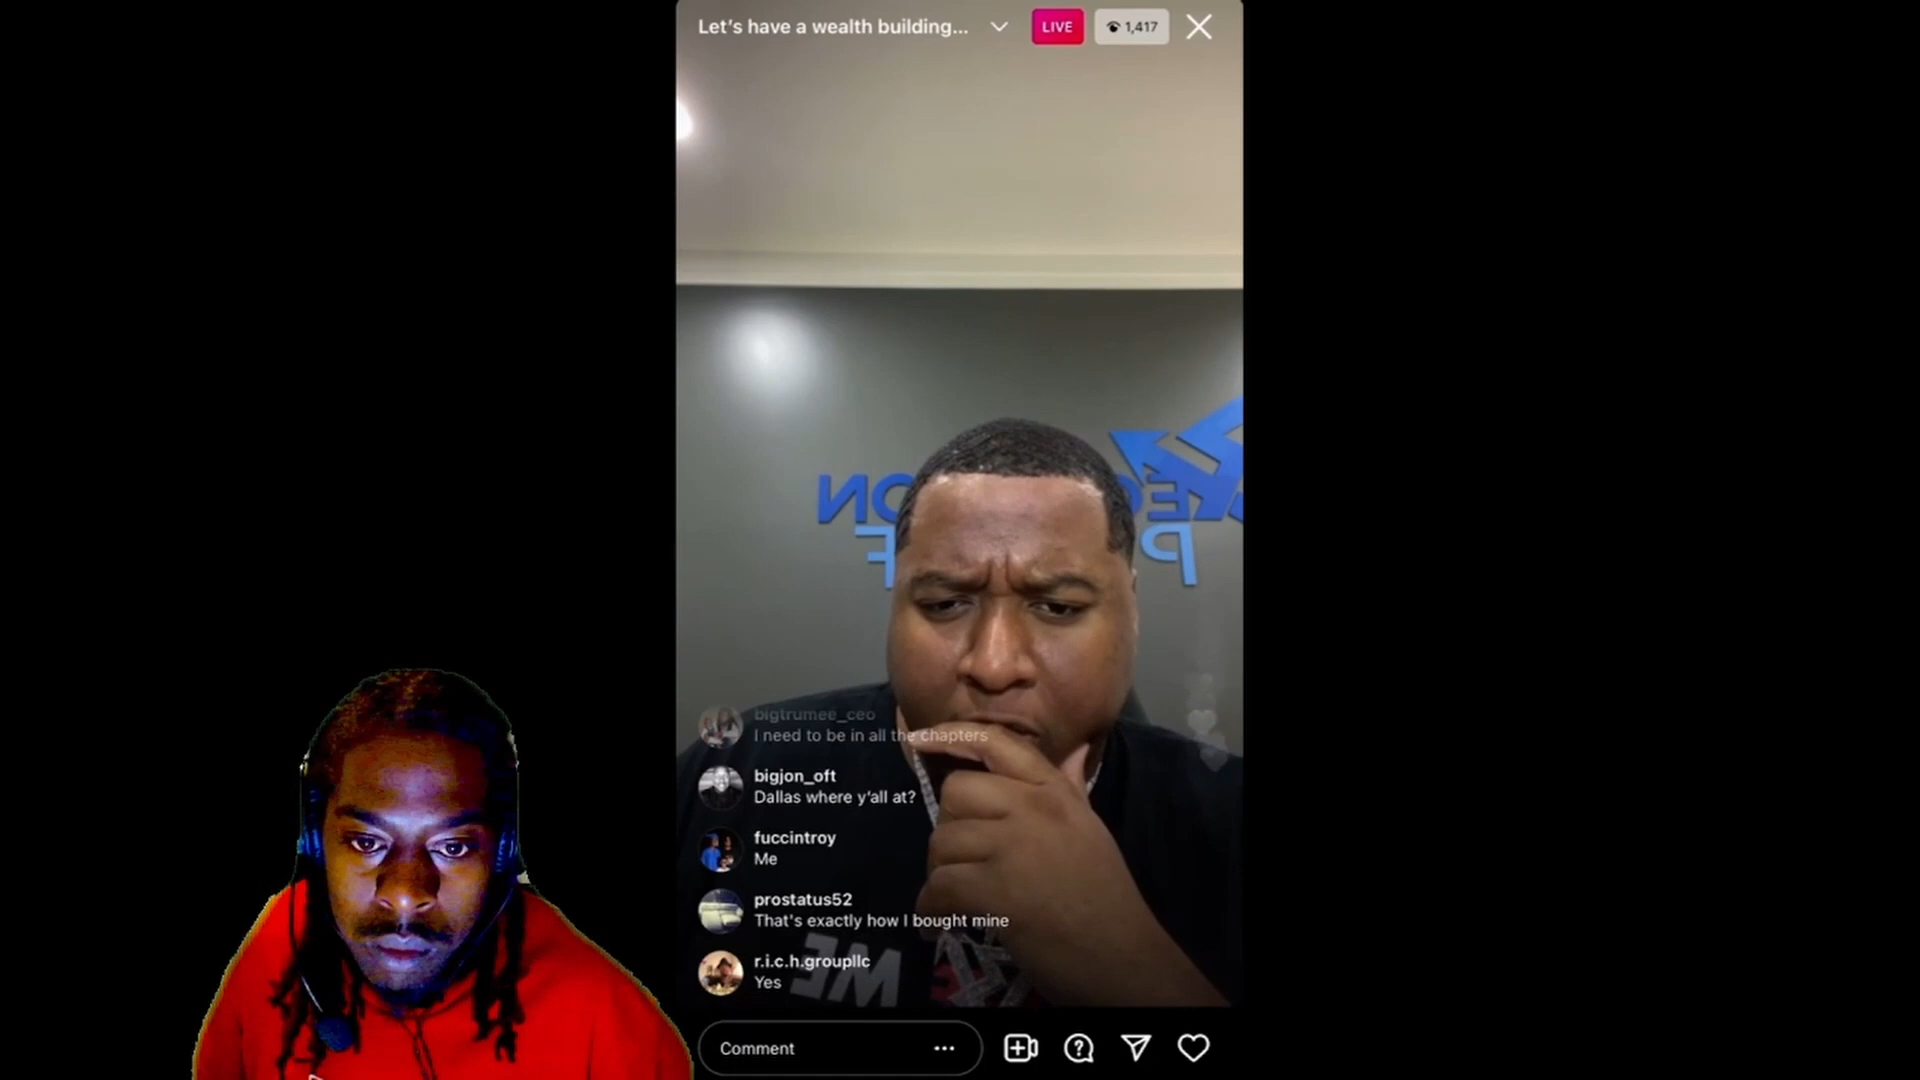 Let's have a wealth building...
LIVE
1,417
bigtrumee_ceo
I need to be in all the chapters
bigjon_oft
Dallas where y'all at?
fuccintroy
Me
prostatus52
That's exactly how I bought mine
r.i.c.h.groupllc
Yes
ME
Comment